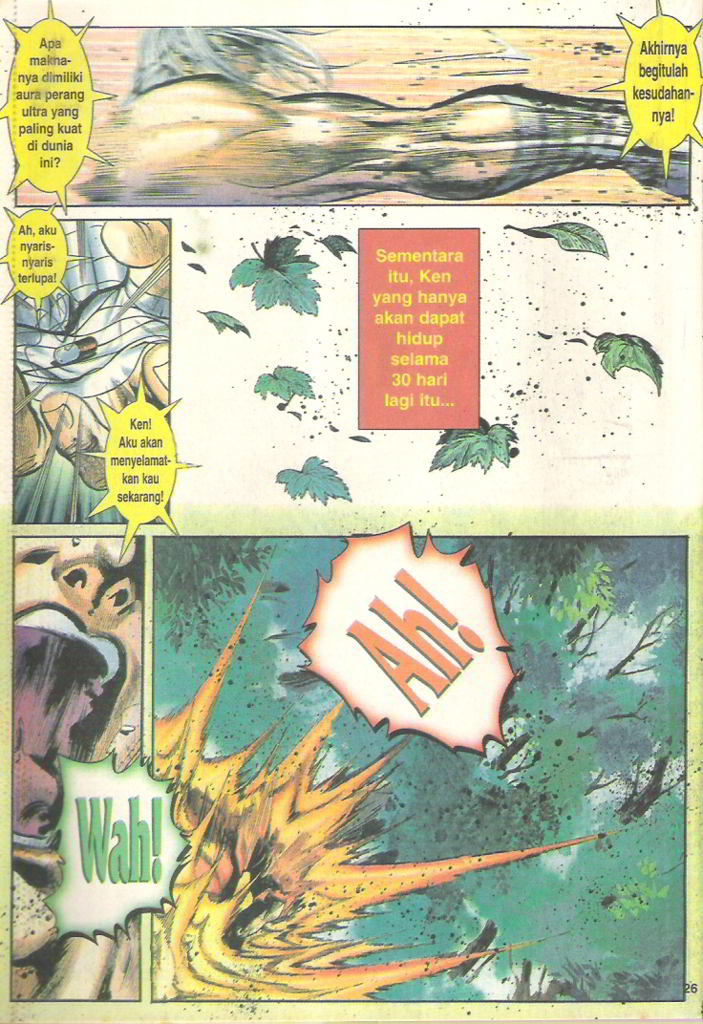 Apa
makna-
nya dimiliki
aura perang
ultra yang
paling kuat
di dunia
ini?
Akhirnya
begitulah
kesudahan-
nya!
Ah, aku
nyaris-
nyaris
terlupa!
Sementara
itu, Ken
yang hanya
akan dapat
hidup
selama
30 hari
lagi itu...
Ken!
Aku akan
menyelamat-
kan kau
sekarang!
Ah!
Wah!
26